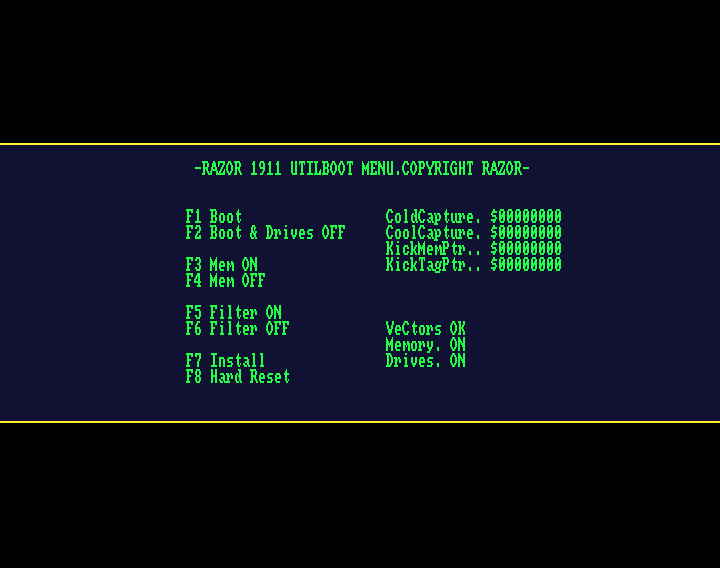 -RAZOR 1911 UTILBOOT MENU.COPYRIGHT RAZOR-
F1 Boot ColdCapture. $00000000
F2 Boot & Drives OFF CoolCapture. $00000000
KickMemPtr.. $00000000
F3 Mem ON KickTagPtr.. $00000000
F4 Mem OFF
F5 Filter ON
F6 Filter OFF VeCtors OK
Memory. ON
F7 Install Drives. ON
F8 Hard Reset